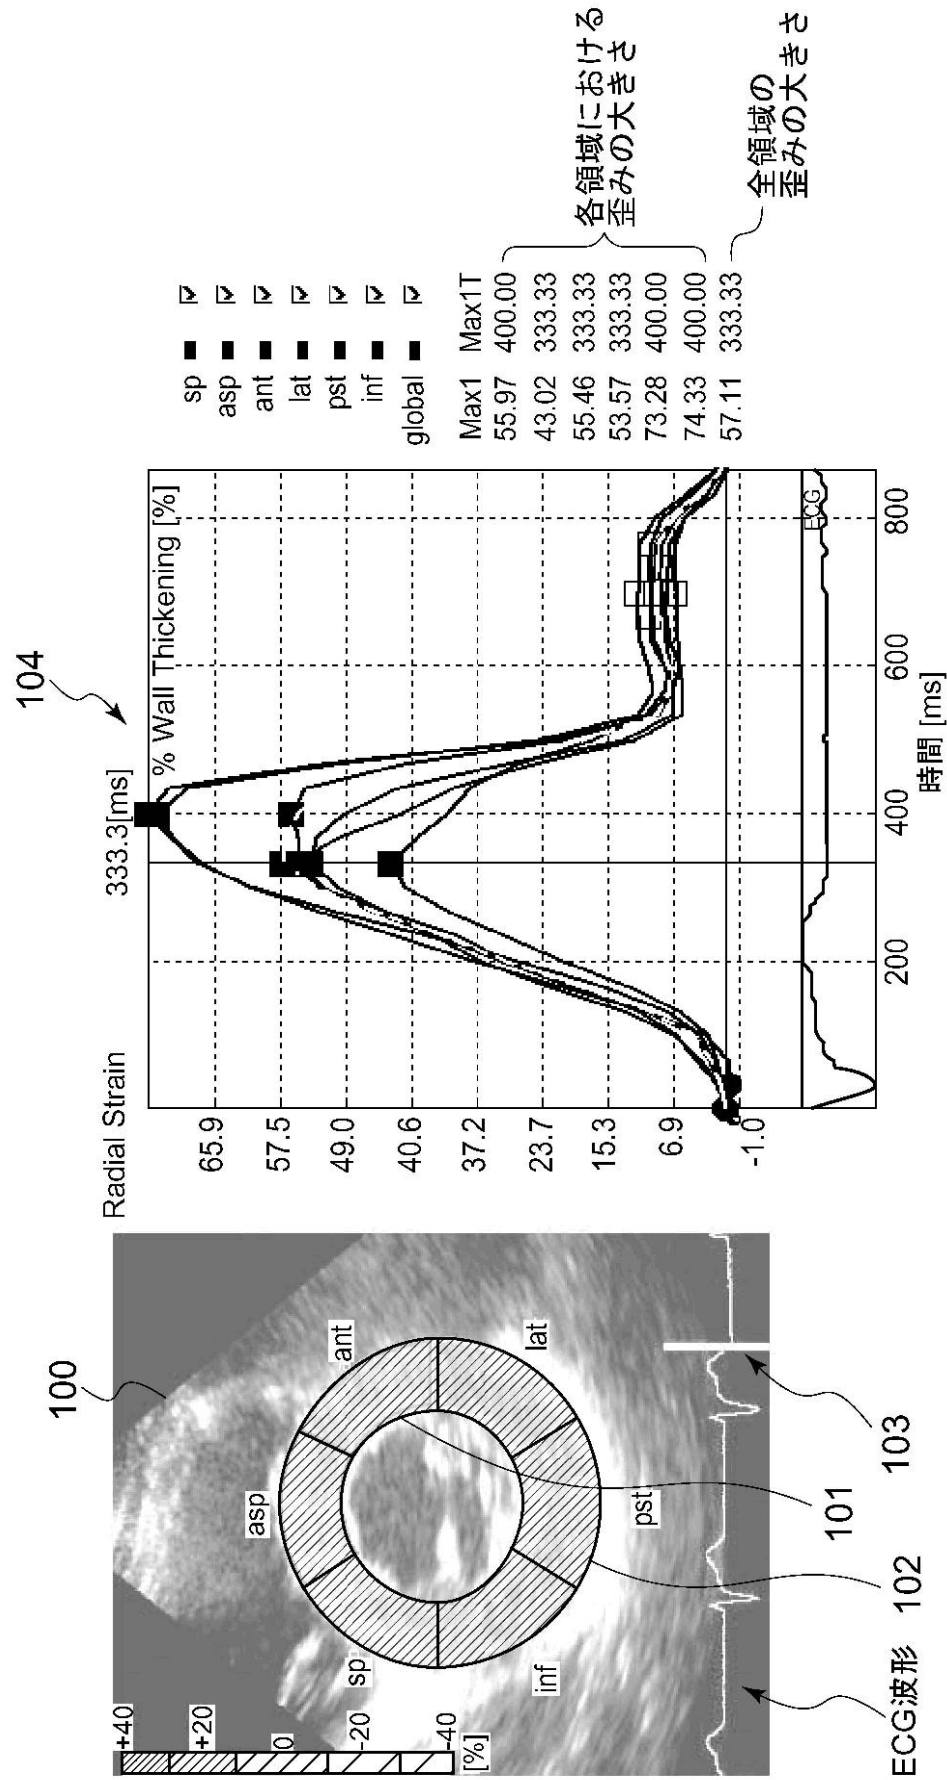 100
+40
+20
0
-20
-40
[%]
asp
ant
sp
lat
inf
pst
ECG波形
102
101
103
104
Radial Strain
333.3[ms]
% Wall Thickening [%]
65.9
57.5
49.0
40.6
37.2
23.7
15.3
6.9
-1.0
ECG
200
400
600
800
時間 [ms]
sp
asp
ant
lat
pst
inf
global
Max1 Max1T
55.97 400.00
43.02 333.33
55.46 333.33
53.57 333.33
73.28 400.00
74.33 400.00
57.11 333.33
各領域における
歪みの大きさ
全領域の
歪みの大きさ